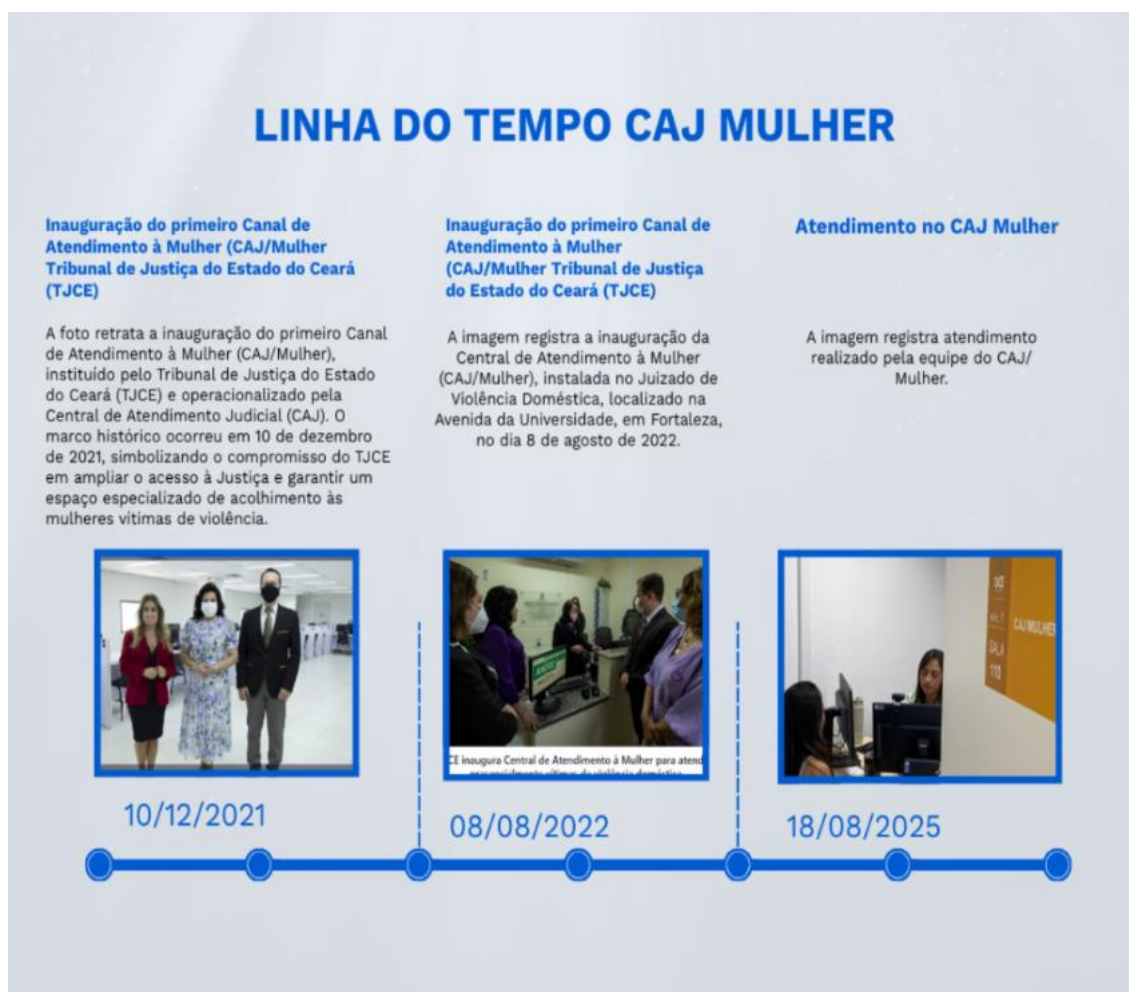 LINHA DO TEMPO CAJ MULHER
Inauguração do primeiro Canal de
Atendimento à Mulher (CAJ/Mulher
Tribunal de Justiça do Estado do Ceará
(TJCE)
A foto retrata a inauguração do primeiro Canal
de Atendimento à Mulher (CAJ/Mulher),
instituído pelo Tribunal de Justiça do Estado
do Ceará (TJCE) e operacionalizado pela
Central de Atendimento Judicial (CAJ). O
marco histórico ocorreu em 10 de dezembro
de 2021, simbolizando o compromisso do TJCE
em ampliar o acesso à Justiça e garantir um
espaço especializado de acolhimento às
mulheres vítimas de violência.
10/12/2021
Inauguração do primeiro Canal de
Atendimento à Mulher
(CAJ/Mulher Tribunal de Justiça
do Estado do Ceará (TJCE)
A imagem registra a inauguração da
Central de Atendimento à Mulher
(CAJ/Mulher), instalada no Juizado de
Violência Doméstica, localizado na
Avenida da Universidade, em Fortaleza,
no dia 8 de agosto de 2022.
CE inaugura Central de Atendimento à Mulher para atend
presencialmente vítimas de violência doméstica
08/08/2022
Atendimento no CAJ Mulher
A imagem registra atendimento
realizado pela equipe do CAJ/
Mulher.
CAJ MULHER
SALA
110
18/08/2025